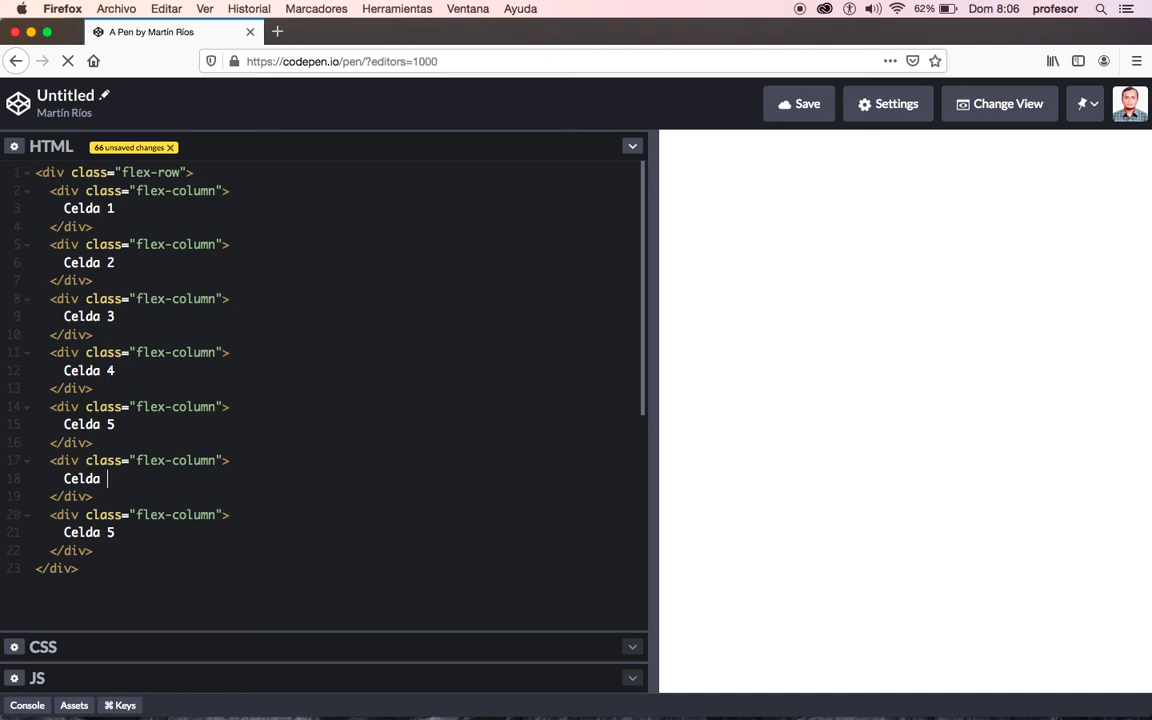 Firefox Archivo Editar Ver Historial Marcadores Herramientas Ventana Ayuda 62% Dom 8:06 profesor
A Pen by Martín Ríos
https://codepen.io/pen/?editors=1000
Untitled
Martín Ríos
Save Settings Change View
HTML 66 unsaved changes X
1 <div class="flex-row">
2 <div class="flex-column">
3 Celda 1
4 </div>
5 <div class="flex-column">
6 Celda 2
7 </div>
8 <div class="flex-column">
9 Celda 3
10 </div>
11 <div class="flex-column">
12 Celda 4
13 </div>
14 <div class="flex-column">
15 Celda 5
16 </div>
17 <div class="flex-column">
18 Celda
19 </div>
20 <div class="flex-column">
21 Celda 5
22 </div>
23 </div>
CSS
JS
Console Assets ⌘ Keys